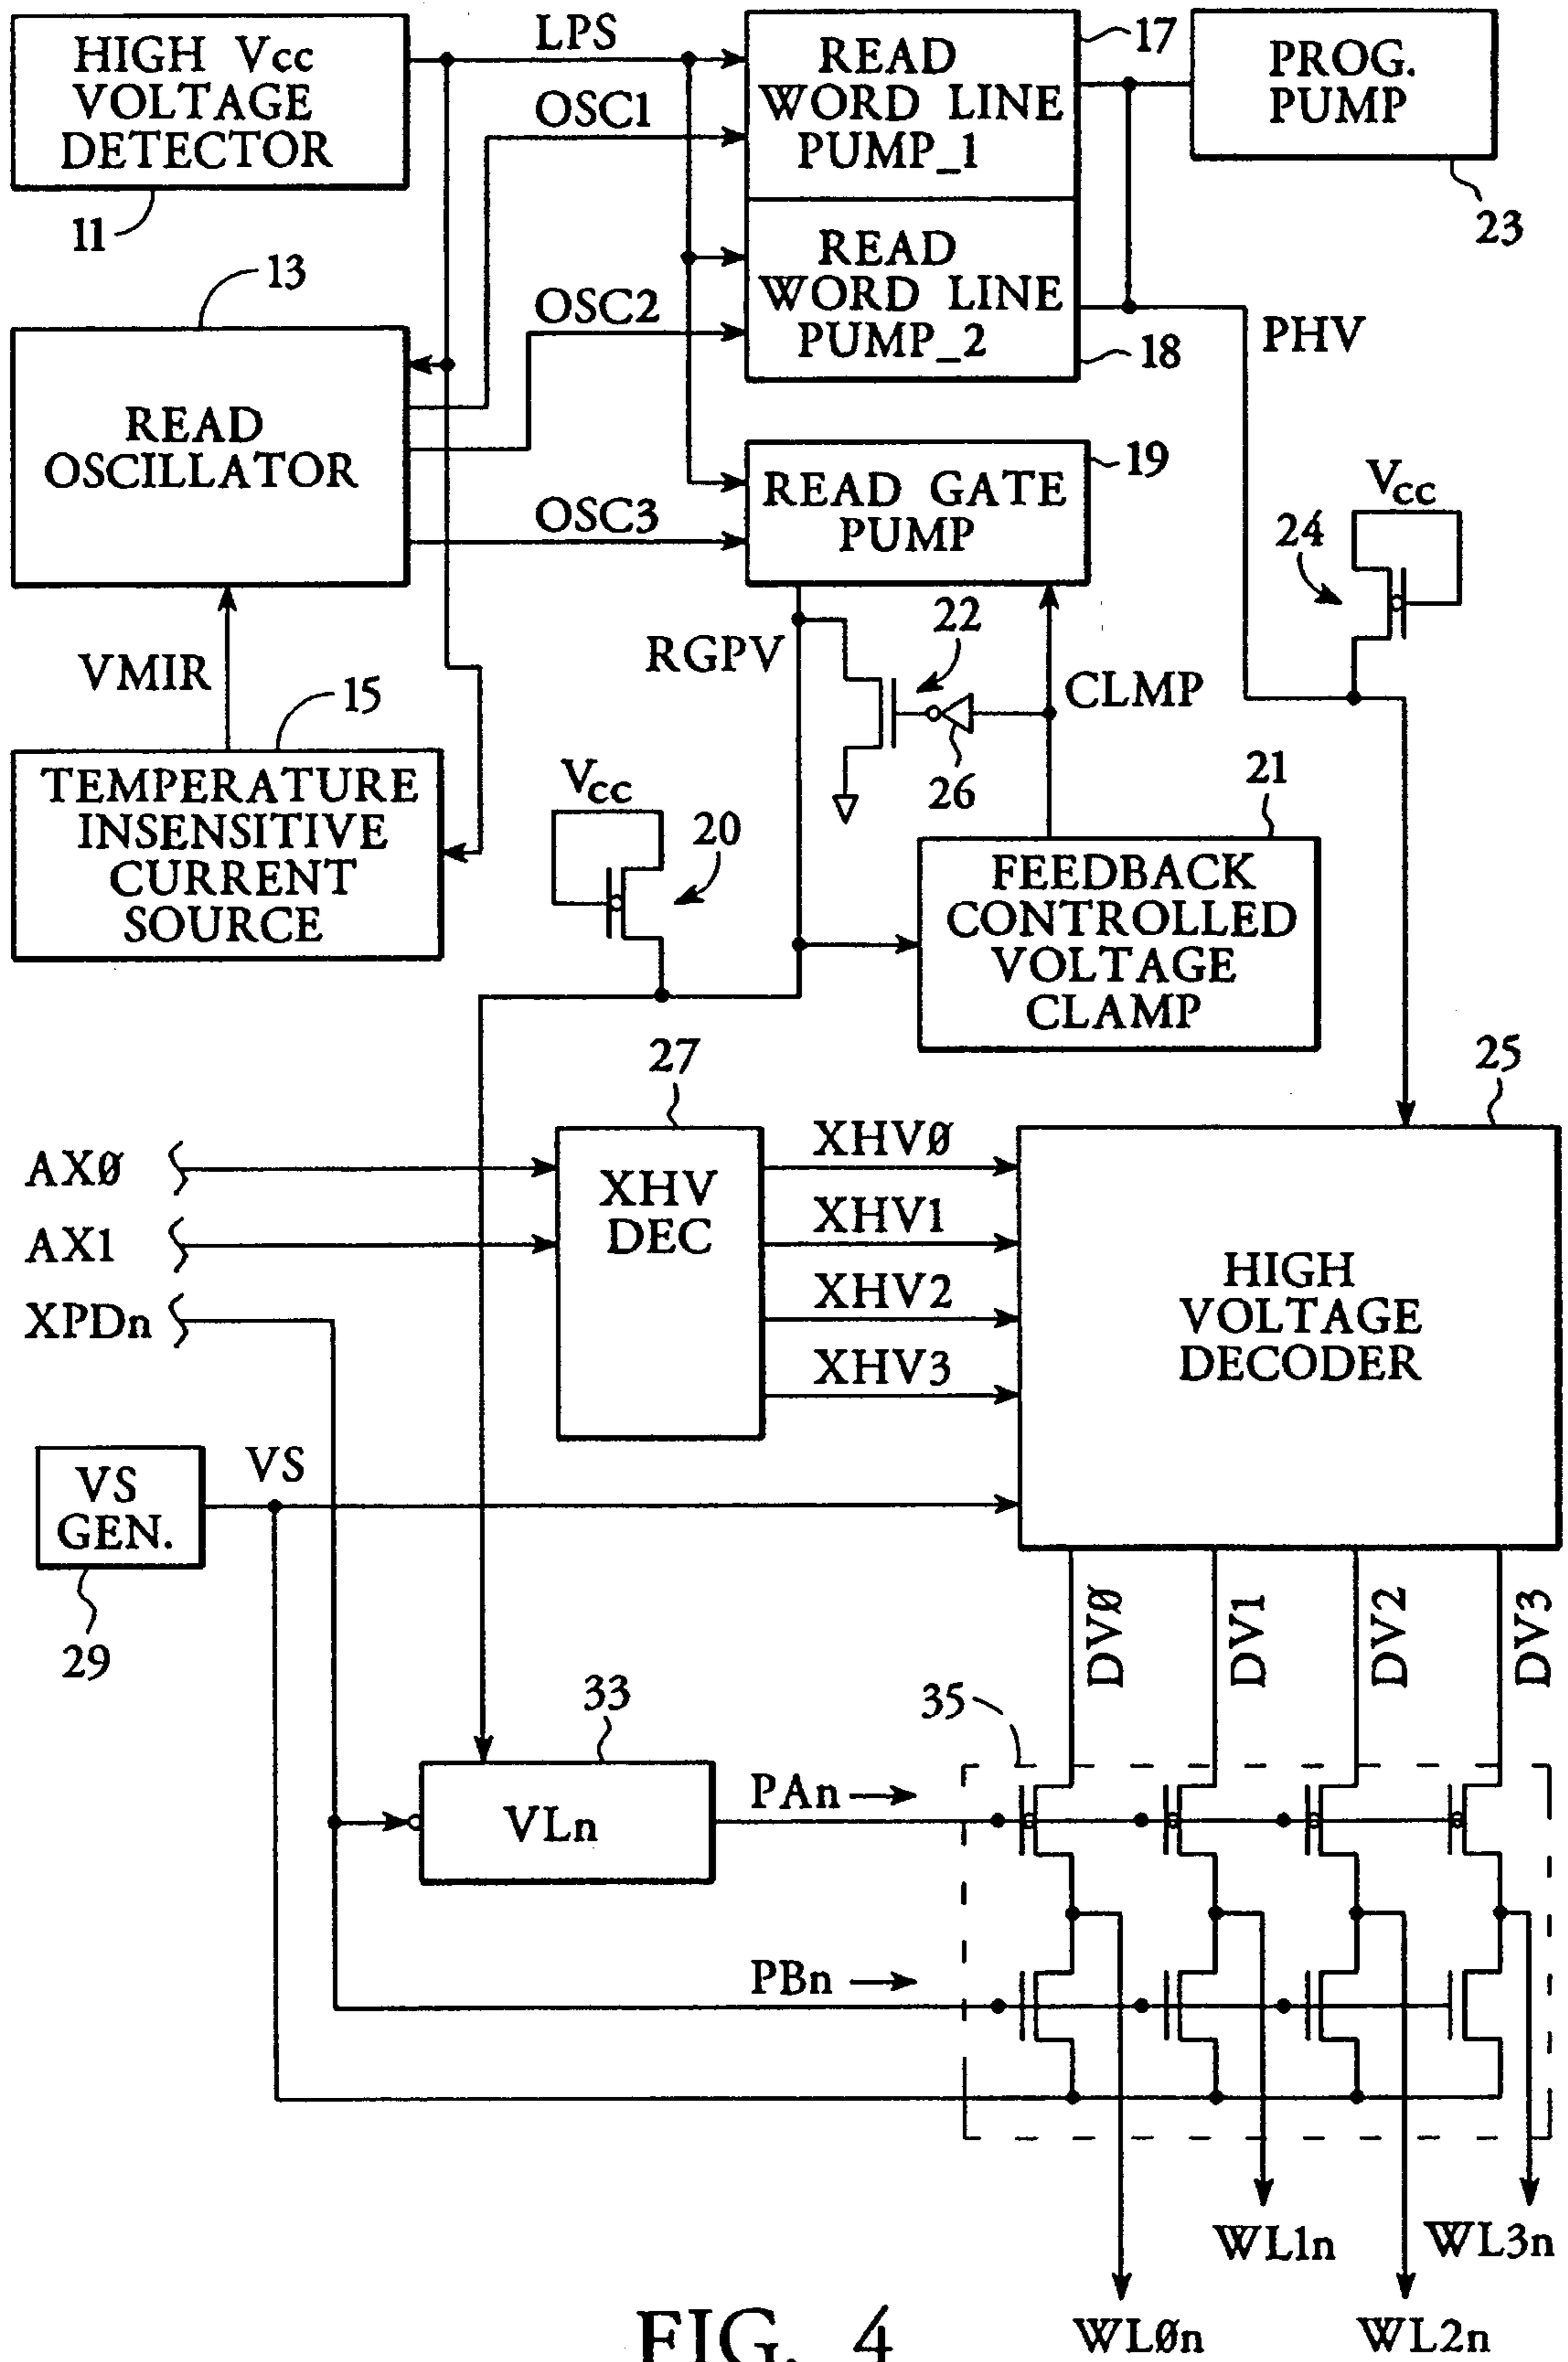 HIGH Vcc
VOLTAGE
DETECTOR
11
LPS
OSC1
READ
WORD LINE
PUMP_1
17
PROG.
PUMP
23
READ
WORD LINE
PUMP_2
18
OSC2
PHV
13
READ
OSCILLATOR
OSC3
READ GATE
PUMP
19
Vcc
24
VMIR
15
TEMPERATURE
INSENSITIVE
CURRENT
SOURCE
RGPV
22
CLMP
26
Vcc
20
21
FEEDBACK
CONTROLLED
VOLTAGE
CLAMP
27
25
AXØ
AX1
XPDn
XHV
DEC
XHVØ
XHV1
XHV2
XHV3
HIGH
VOLTAGE
DECODER
VS
GEN.
VS
29
DVØ
DV1
DV2
DV3
33
35
VLn
PAn
PBn
WL1n
WL3n
WLØn
WL2n
FIG. 4